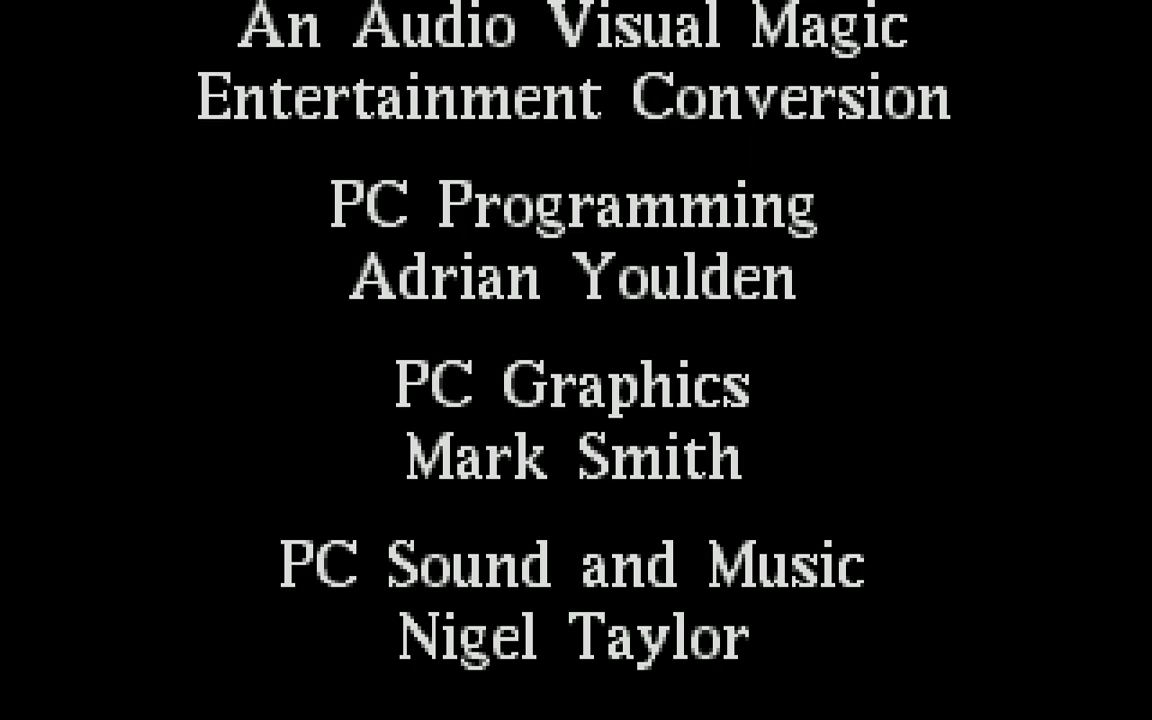 An Audio Visual Magic
Entertainment Conversion
PC Programming
Adrian Youlden
PC Graphics
Mark Smith
PC Sound and Music
Nigel Taylor